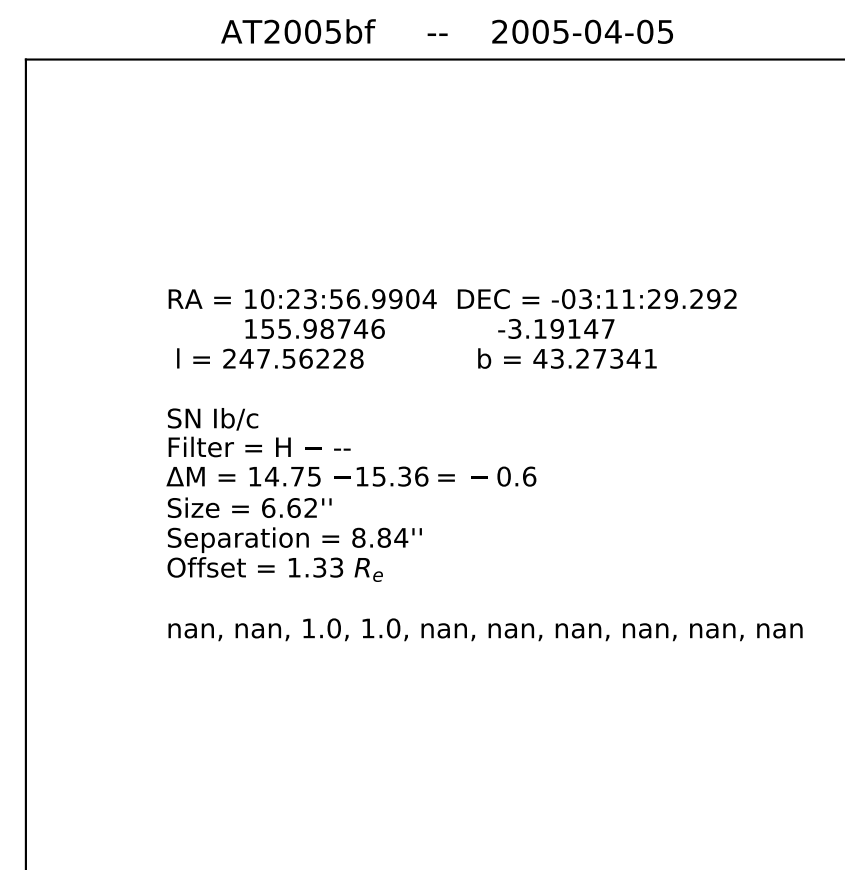 AT2005bf -- 2005-04-05
RA = 10:23:56.9904 DEC = -03:11:29.292
155.98746 -3.19147
l = 247.56228 b = 43.27341
SN Ib/c
Filter = H − --
ΔM = 14.75 −15.36 = − 0.6
Size = 6.62''
Separation = 8.84''
Offset = 1.33 Re
nan, nan, 1.0, 1.0, nan, nan, nan, nan, nan, nan